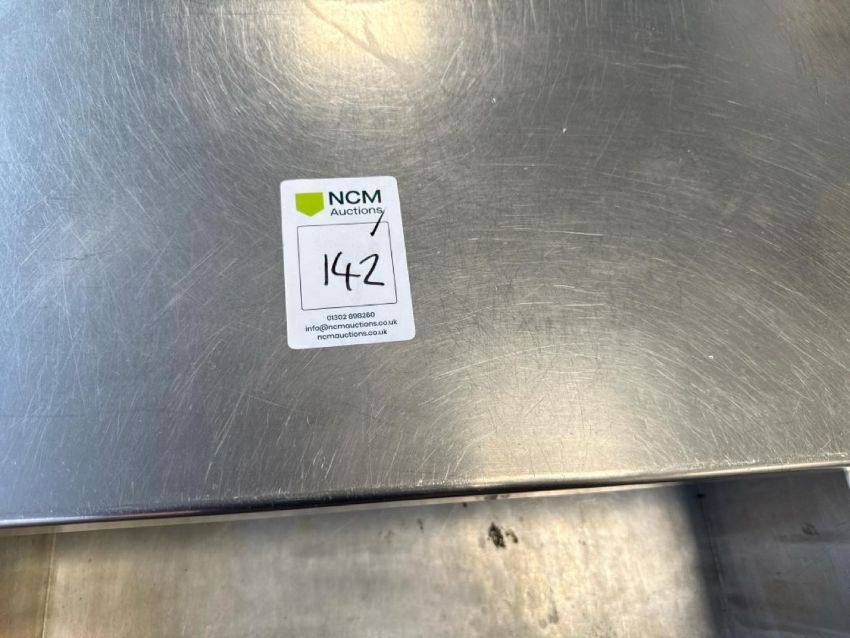 NCM
Auctions
142
01302 898260
info@ncmauctions.co.uk
ncmauctions.co.uk